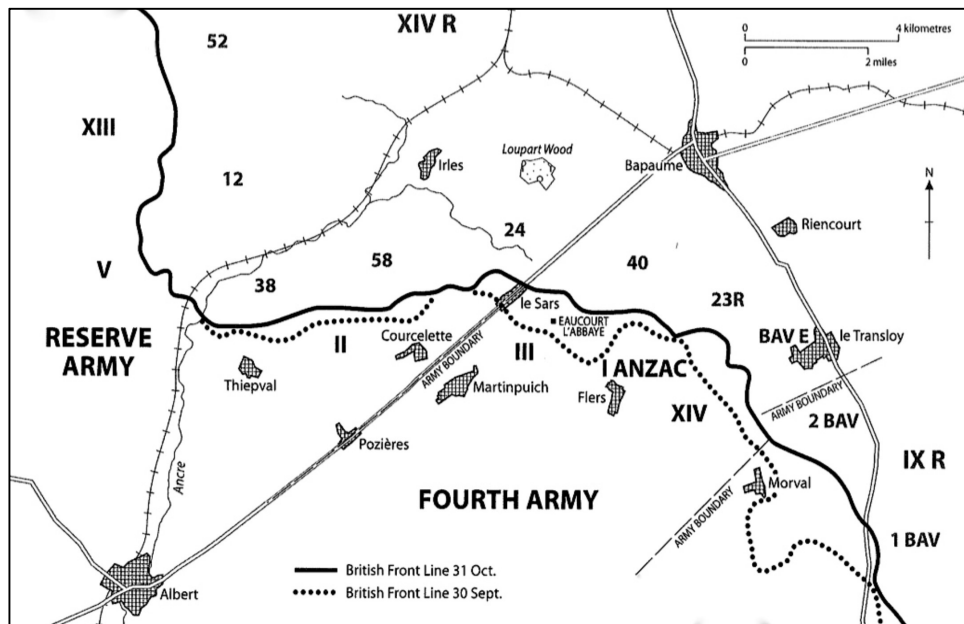 52
XIV R
0 4 kilometres
0 2 miles
XIII
Irles
Loupart Wood
Bapaume
N
12
Riencourt
24
V
58
40
38
23R
le Sars
RESERVE
ARMY
II
Courcelette
EAUCOURT
L'ABBAYE
BAV E
le Transloy
III
ARMY BOUNDARY
Thiepval
Martinpuich
I ANZAC
Flers
XIV
ARMY BOUNDARY
2 BAV
Pozières
IX R
Ancre
Morval
FOURTH ARMY
ARMY BOUNDARY
1 BAV
British Front Line 31 Oct.
Albert
British Front Line 30 Sept.